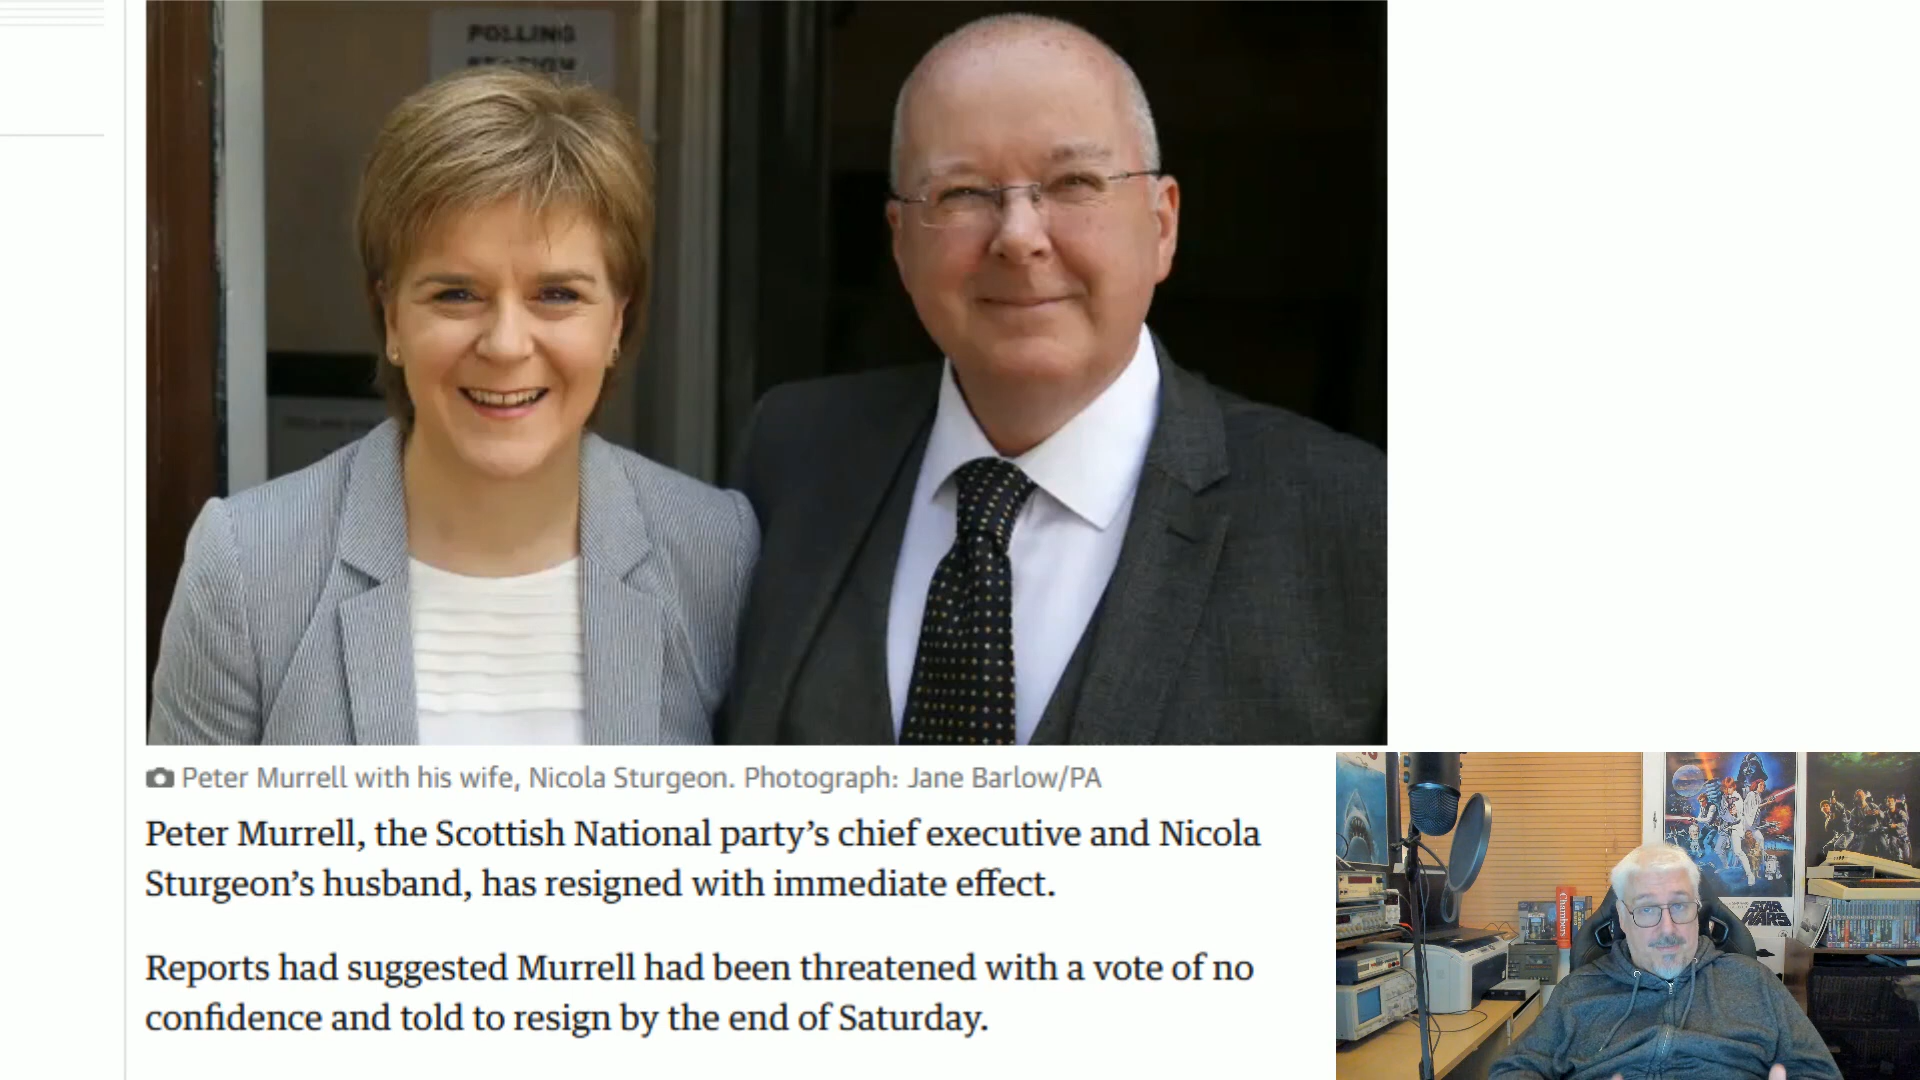 POLLING
STATION
Peter Murrell with his wife, Nicola Sturgeon. Photograph: Jane Barlow/PA
Peter Murrell, the Scottish National party’s chief executive and Nicola
Sturgeon’s husband, has resigned with immediate effect.
Reports had suggested Murrell had been threatened with a vote of no
confidence and told to resign by the end of Saturday.
Chambers
STAR
WARS